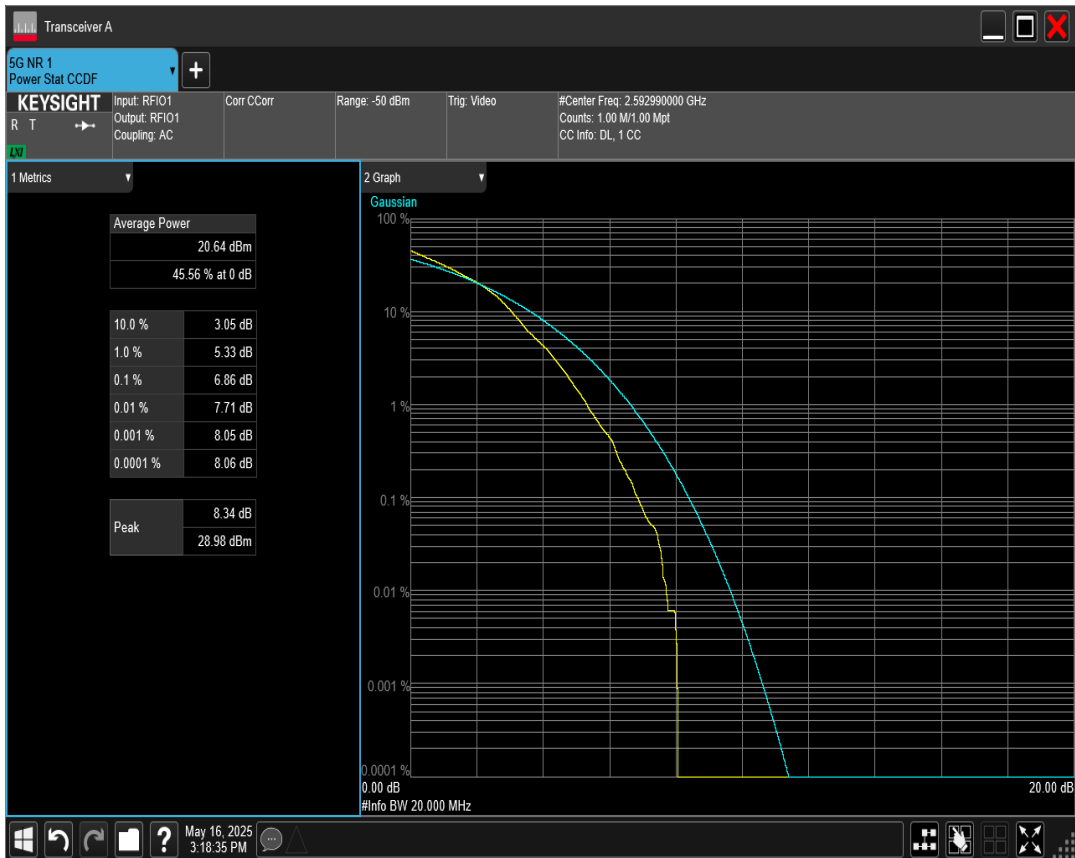 Transceiver A
5G NR 1
Power Stat CCDF
KEYSIGHT
R T
LXI
Input: RFIO1
Output: RFIO1
Coupling: AC
Corr CCorr
Range: -50 dBm
Trig: Video
#Center Freq: 2.592990000 GHz
Counts: 1.00 M/1.00 Mpt
CC Info: DL, 1 CC
1 Metrics
Average Power
20.64 dBm
45.56 % at 0 dB
10.0 % 3.05 dB
1.0 % 5.33 dB
0.1 % 6.86 dB
0.01 % 7.71 dB
0.001 % 8.05 dB
0.0001 % 8.06 dB
Peak
8.34 dB
28.98 dBm
2 Graph
Gaussian
100 %
10 %
1 %
0.1 %
0.01 %
0.001 %
0.0001 %
0.00 dB 20.00 dB
#Info BW 20.000 MHz
May 16, 2025
3:18:35 PM